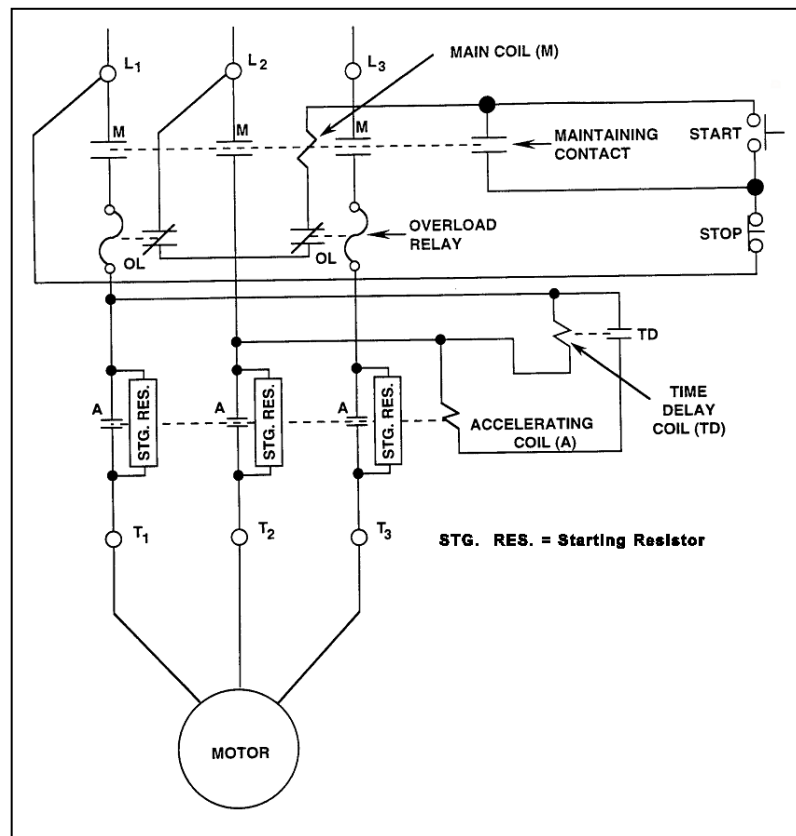 L1
L2
L3
MAIN COIL (M)
M
M
M
MAINTAINING
CONTACT
START
OL
OL
OVERLOAD
RELAY
STOP
TD
TIME
DELAY
COIL (TD)
A
STG. RES.
A
STG. RES.
A
STG. RES.
ACCELERATING
COIL (A)
T1
T2
T3
STG. RES. = Starting Resistor
MOTOR